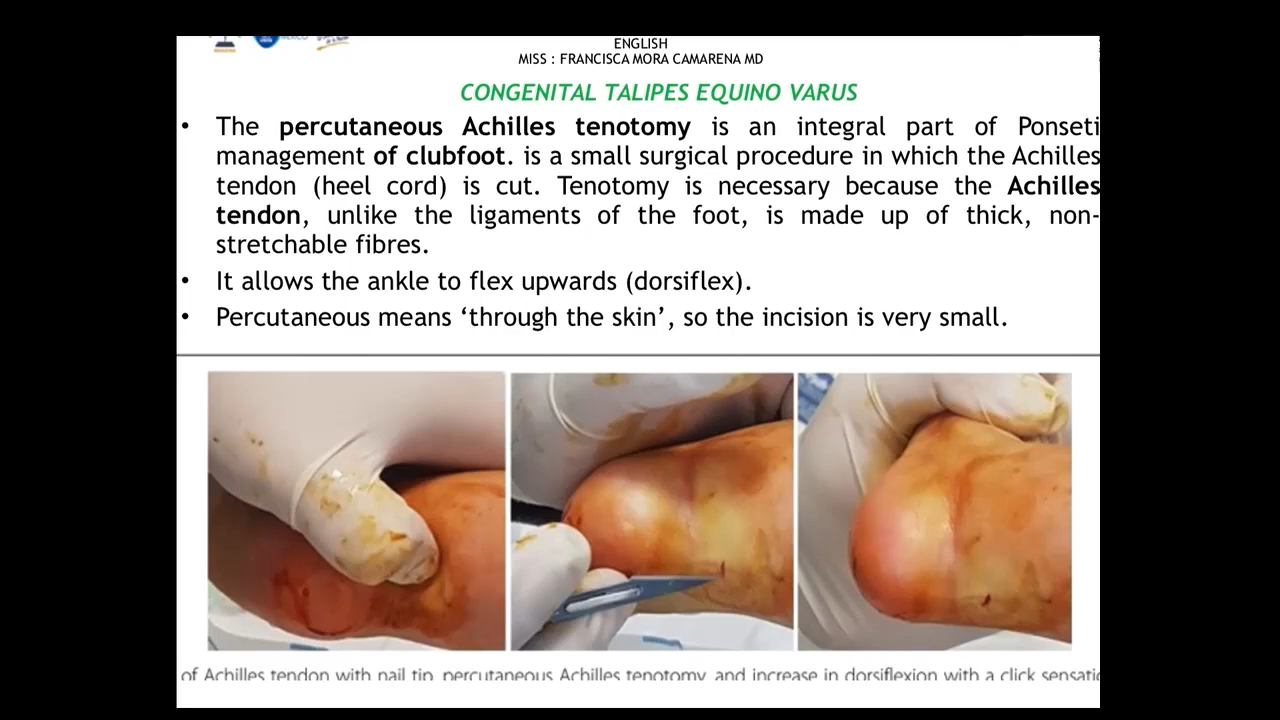 ENGLISH
MISS : FRANCISCA MORA CAMARENA MD
CONGENITAL TALIPES EQUINO VARUS
• The percutaneous Achilles tenotomy is an integral part of Ponseti
management of clubfoot. is a small surgical procedure in which the Achilles
tendon (heel cord) is cut. Tenotomy is necessary because the Achilles
tendon, unlike the ligaments of the foot, is made up of thick, non-
stretchable fibres.
• It allows the ankle to flex upwards (dorsiflex).
• Percutaneous means ‘through the skin’, so the incision is very small.
of Achilles tendon with nail tip, percutaneous Achilles tenotomy, and increase in dorsiflexion with a click